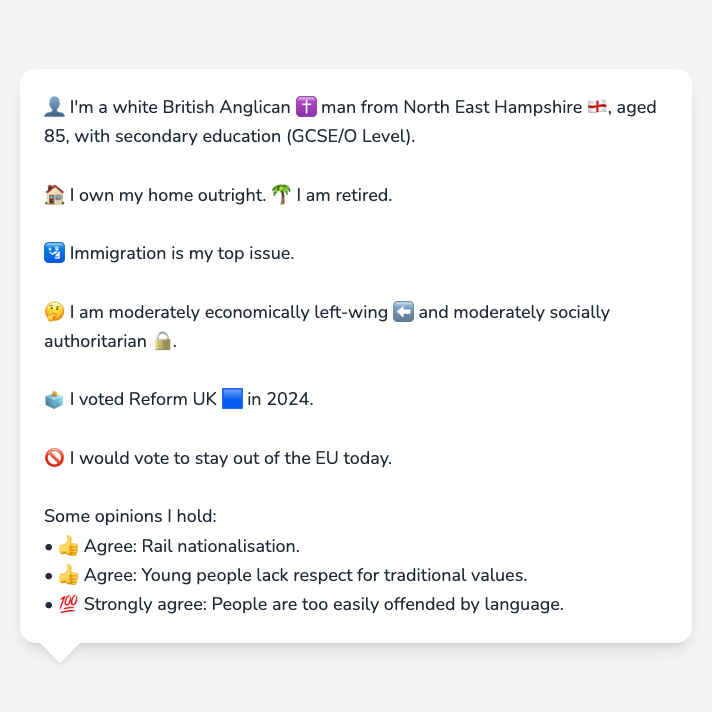 👤 I'm a white British Anglican ✝️ man from North East Hampshire 🏴󠁧󠁢󠁥󠁮󠁧󠁿, aged
85, with secondary education (GCSE/O Level).
🏠 I own my home outright. 🌴 I am retired.
🛂 Immigration is my top issue.
🤔 I am moderately economically left-wing ⬅️ and moderately socially
authoritarian 🔒.
🗳️ I voted Reform UK 🟦 in 2024.
🚫 I would vote to stay out of the EU today.
Some opinions I hold:
• 👍 Agree: Rail nationalisation.
• 👍 Agree: Young people lack respect for traditional values.
• 💯 Strongly agree: People are too easily offended by language.